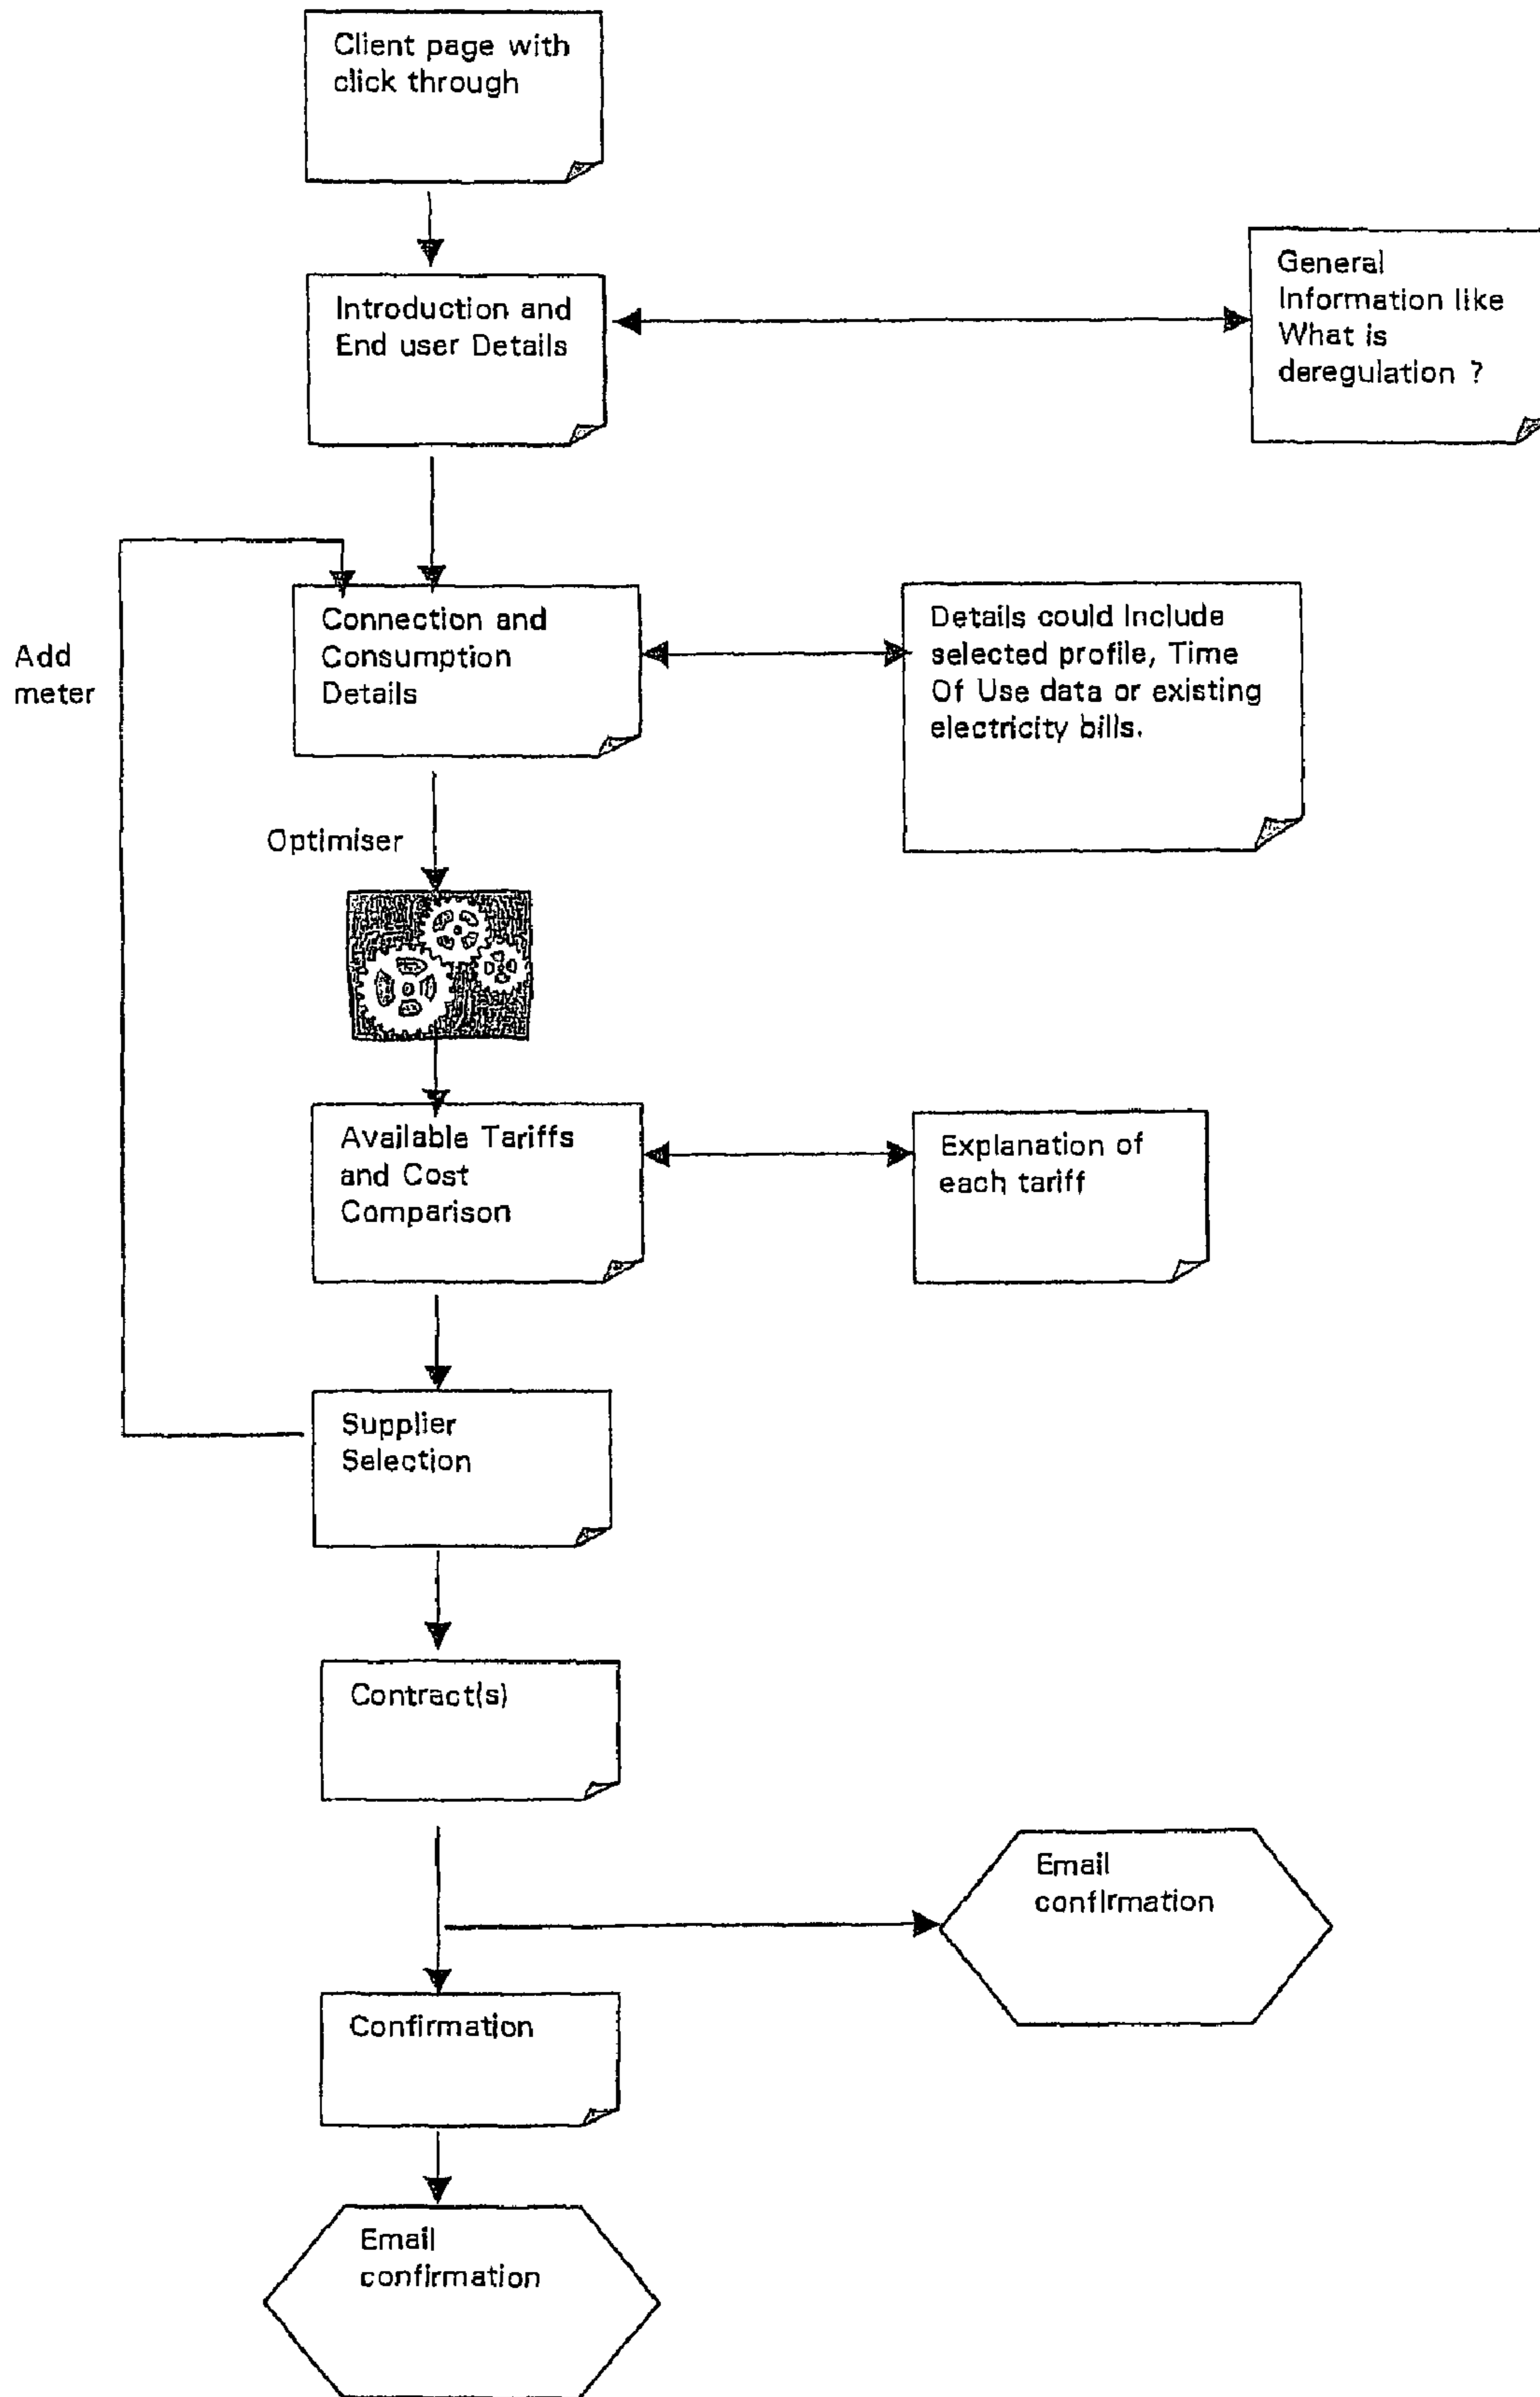 Client page with
click through
Introduction and
End user Details
General
Information like
What is
deregulation ?
Add
meter
Connection and
Consumption
Details
Details could Include
selected profile, Time
Of Use data or existing
electricity bills.
Optimiser
Available Tariffs
and Cost
Comparison
Explanation of
each tariff
Supplier
Selection
Contract(s)
Email
confirmation
Confirmation
Email
confirmation